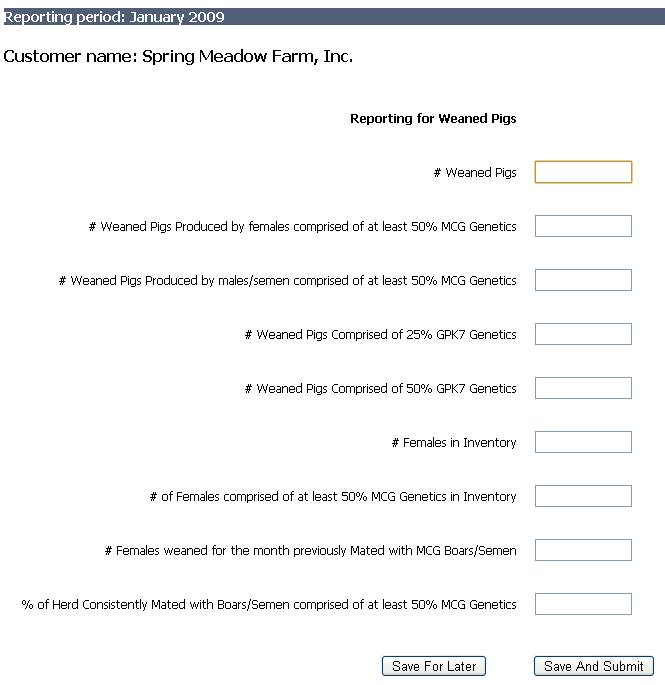 Reporting period: January 2009
Customer name: Spring Meadow Farm, Inc.
Reporting for Weaned Pigs
# Weaned Pigs
# Weaned Pigs Produced by females comprised of at least 50% MCG Genetics
# Weaned Pigs Produced by males/semen comprised of at least 50% MCG Genetics
# Weaned Pigs Comprised of 25% GPK7 Genetics
# Weaned Pigs Comprised of 50% GPK7 Genetics
# Females in Inventory
# of Females comprised of at least 50% MCG Genetics in Inventory
# Females weaned for the month previously Mated with MCG Boars/Semen
% of Herd Consistently Mated with Boars/Semen comprised of at least 50% MCG Genetics
Save For Later Save And Submit